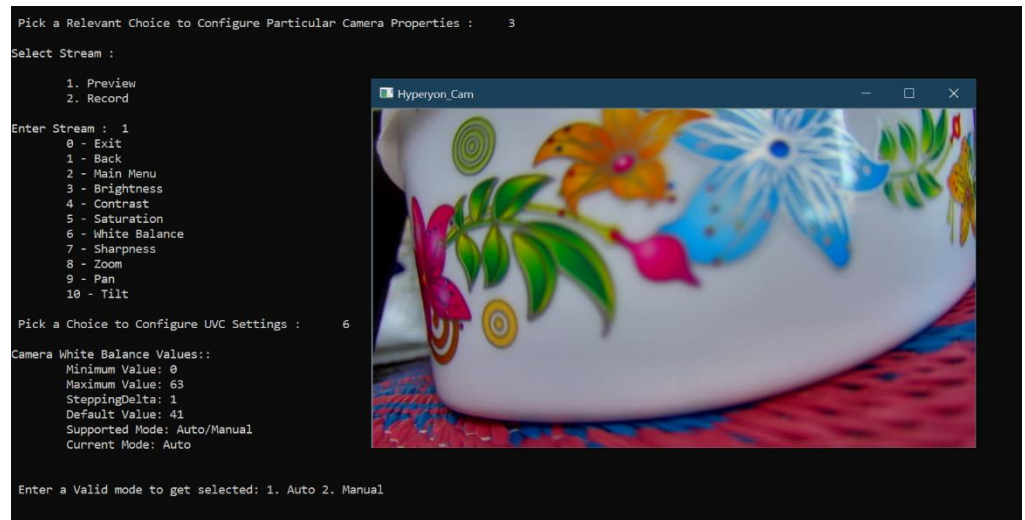 Pick a Relevant Choice to Configure Particular Camera Properties : 3
Select Stream :
1. Preview
2. Record
Enter Stream : 1
0 - Exit
1 - Back
2 - Main Menu
3 - Brightness
4 - Contrast
5 - Saturation
6 - White Balance
7 - Sharpness
8 - Zoom
9 - Pan
10 - Tilt
Pick a Choice to Configure UVC Settings : 6
Camera White Balance Values::
Minimum Value: 0
Maximum Value: 63
SteppingDelta: 1
Default Value: 41
Supported Mode: Auto/Manual
Current Mode: Auto
Enter a Valid mode to get selected: 1. Auto 2. Manual
Hyperyon_Cam